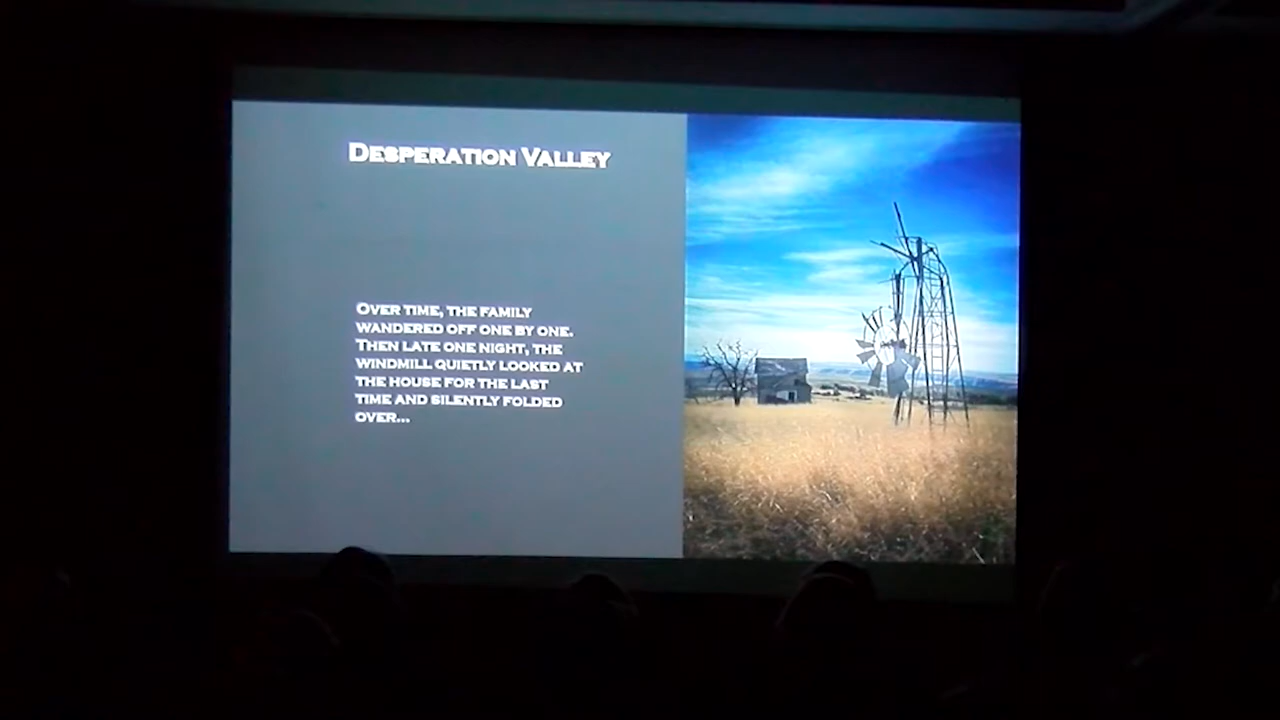 Desperation Valley
Over time, the family
wandered off one by one.
Then late one night, the
windmill quietly looked at
the house for the last
time and silently folded
over...